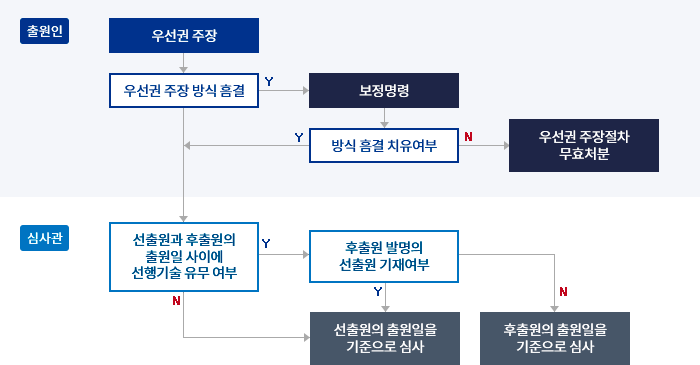 출원인
우선권 주장
우선권 주장 방식 흠결
Y
보정명령
Y
방식 흠결 치유여부
N
우선권 주장절차
무효처분
심사관
선출원과 후출원의
출원일 사이에
선행기술 유무 여부
Y
후출원 발명의
선출원 기재여부
N
Y
N
선출원의 출원일을
기준으로 심사
후출원의 출원일을
기준으로 심사